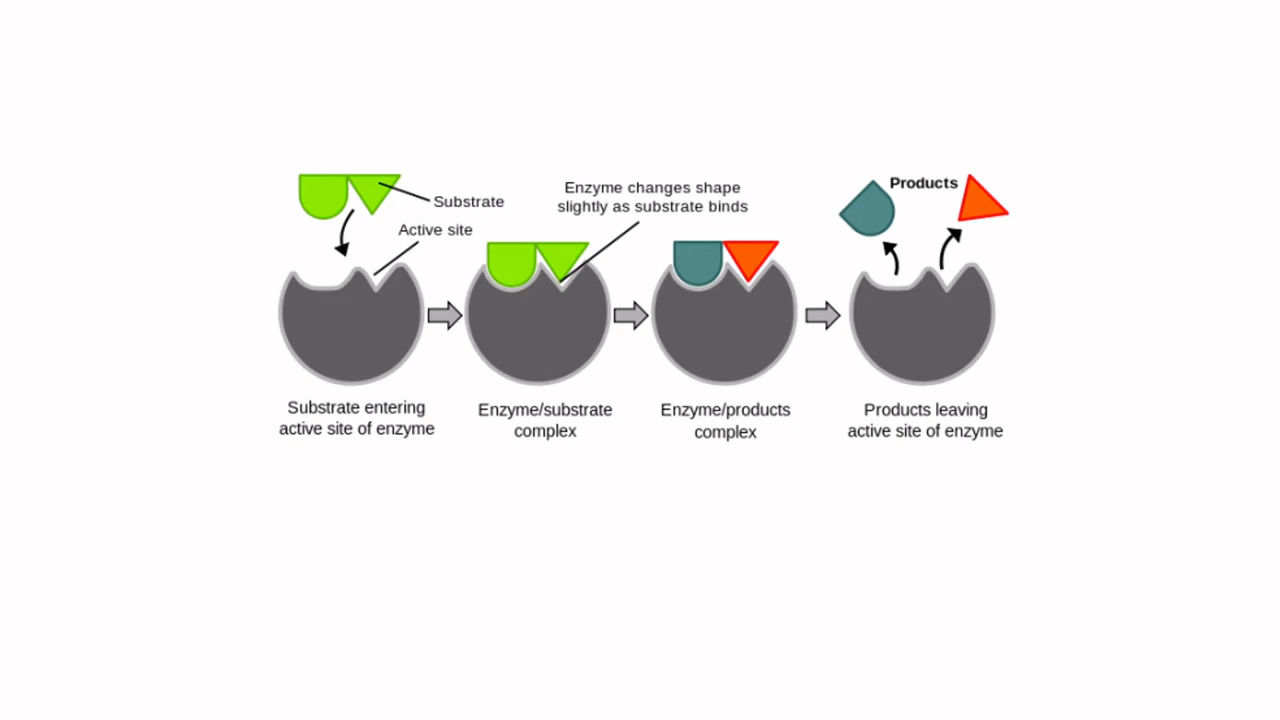 Substrate
Active site
Enzyme changes shape
slightly as substrate binds
Products
Substrate entering
active site of enzyme
Enzyme/substrate
complex
Enzyme/products
complex
Products leaving
active site of enzyme